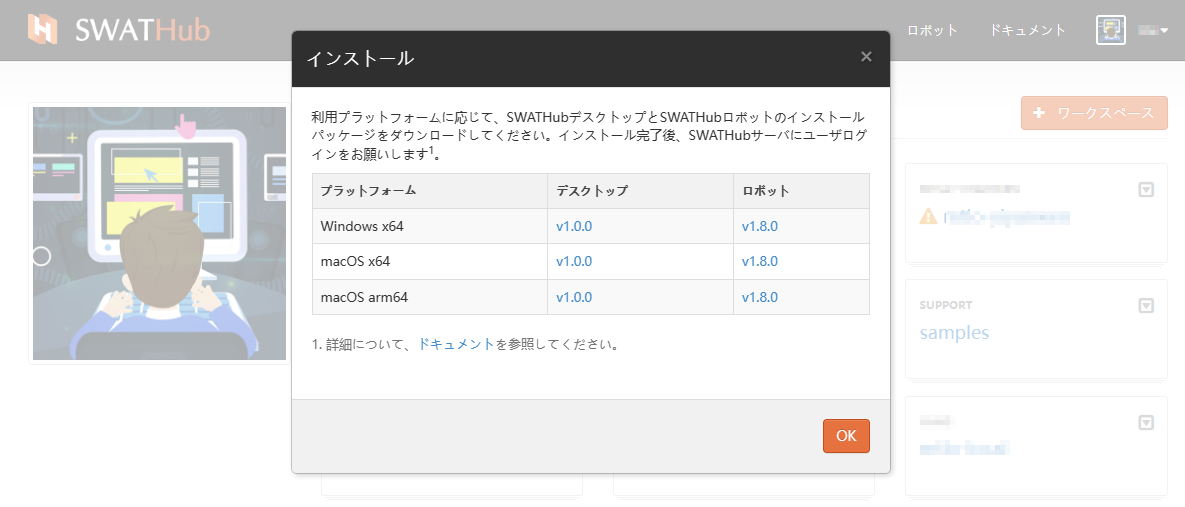 SWATHub
ロボット
ドキュメント
インストール
×
利用プラットフォームに応じて、SWATHubデスクトップとSWATHubロボットのインストール
パッケージをダウンロードしてください。インストール完了後、SWATHubサーバにユーザログ
インをお願いします1。
プラットフォーム デスクトップ ロボット
Windows x64 v1.0.0 v1.8.0
macOS x64 v1.0.0 v1.8.0
macOS arm64 v1.0.0 v1.8.0
1. 詳細について、ドキュメントを参照してください。
OK
ワークスペース
SUPPORT
samples